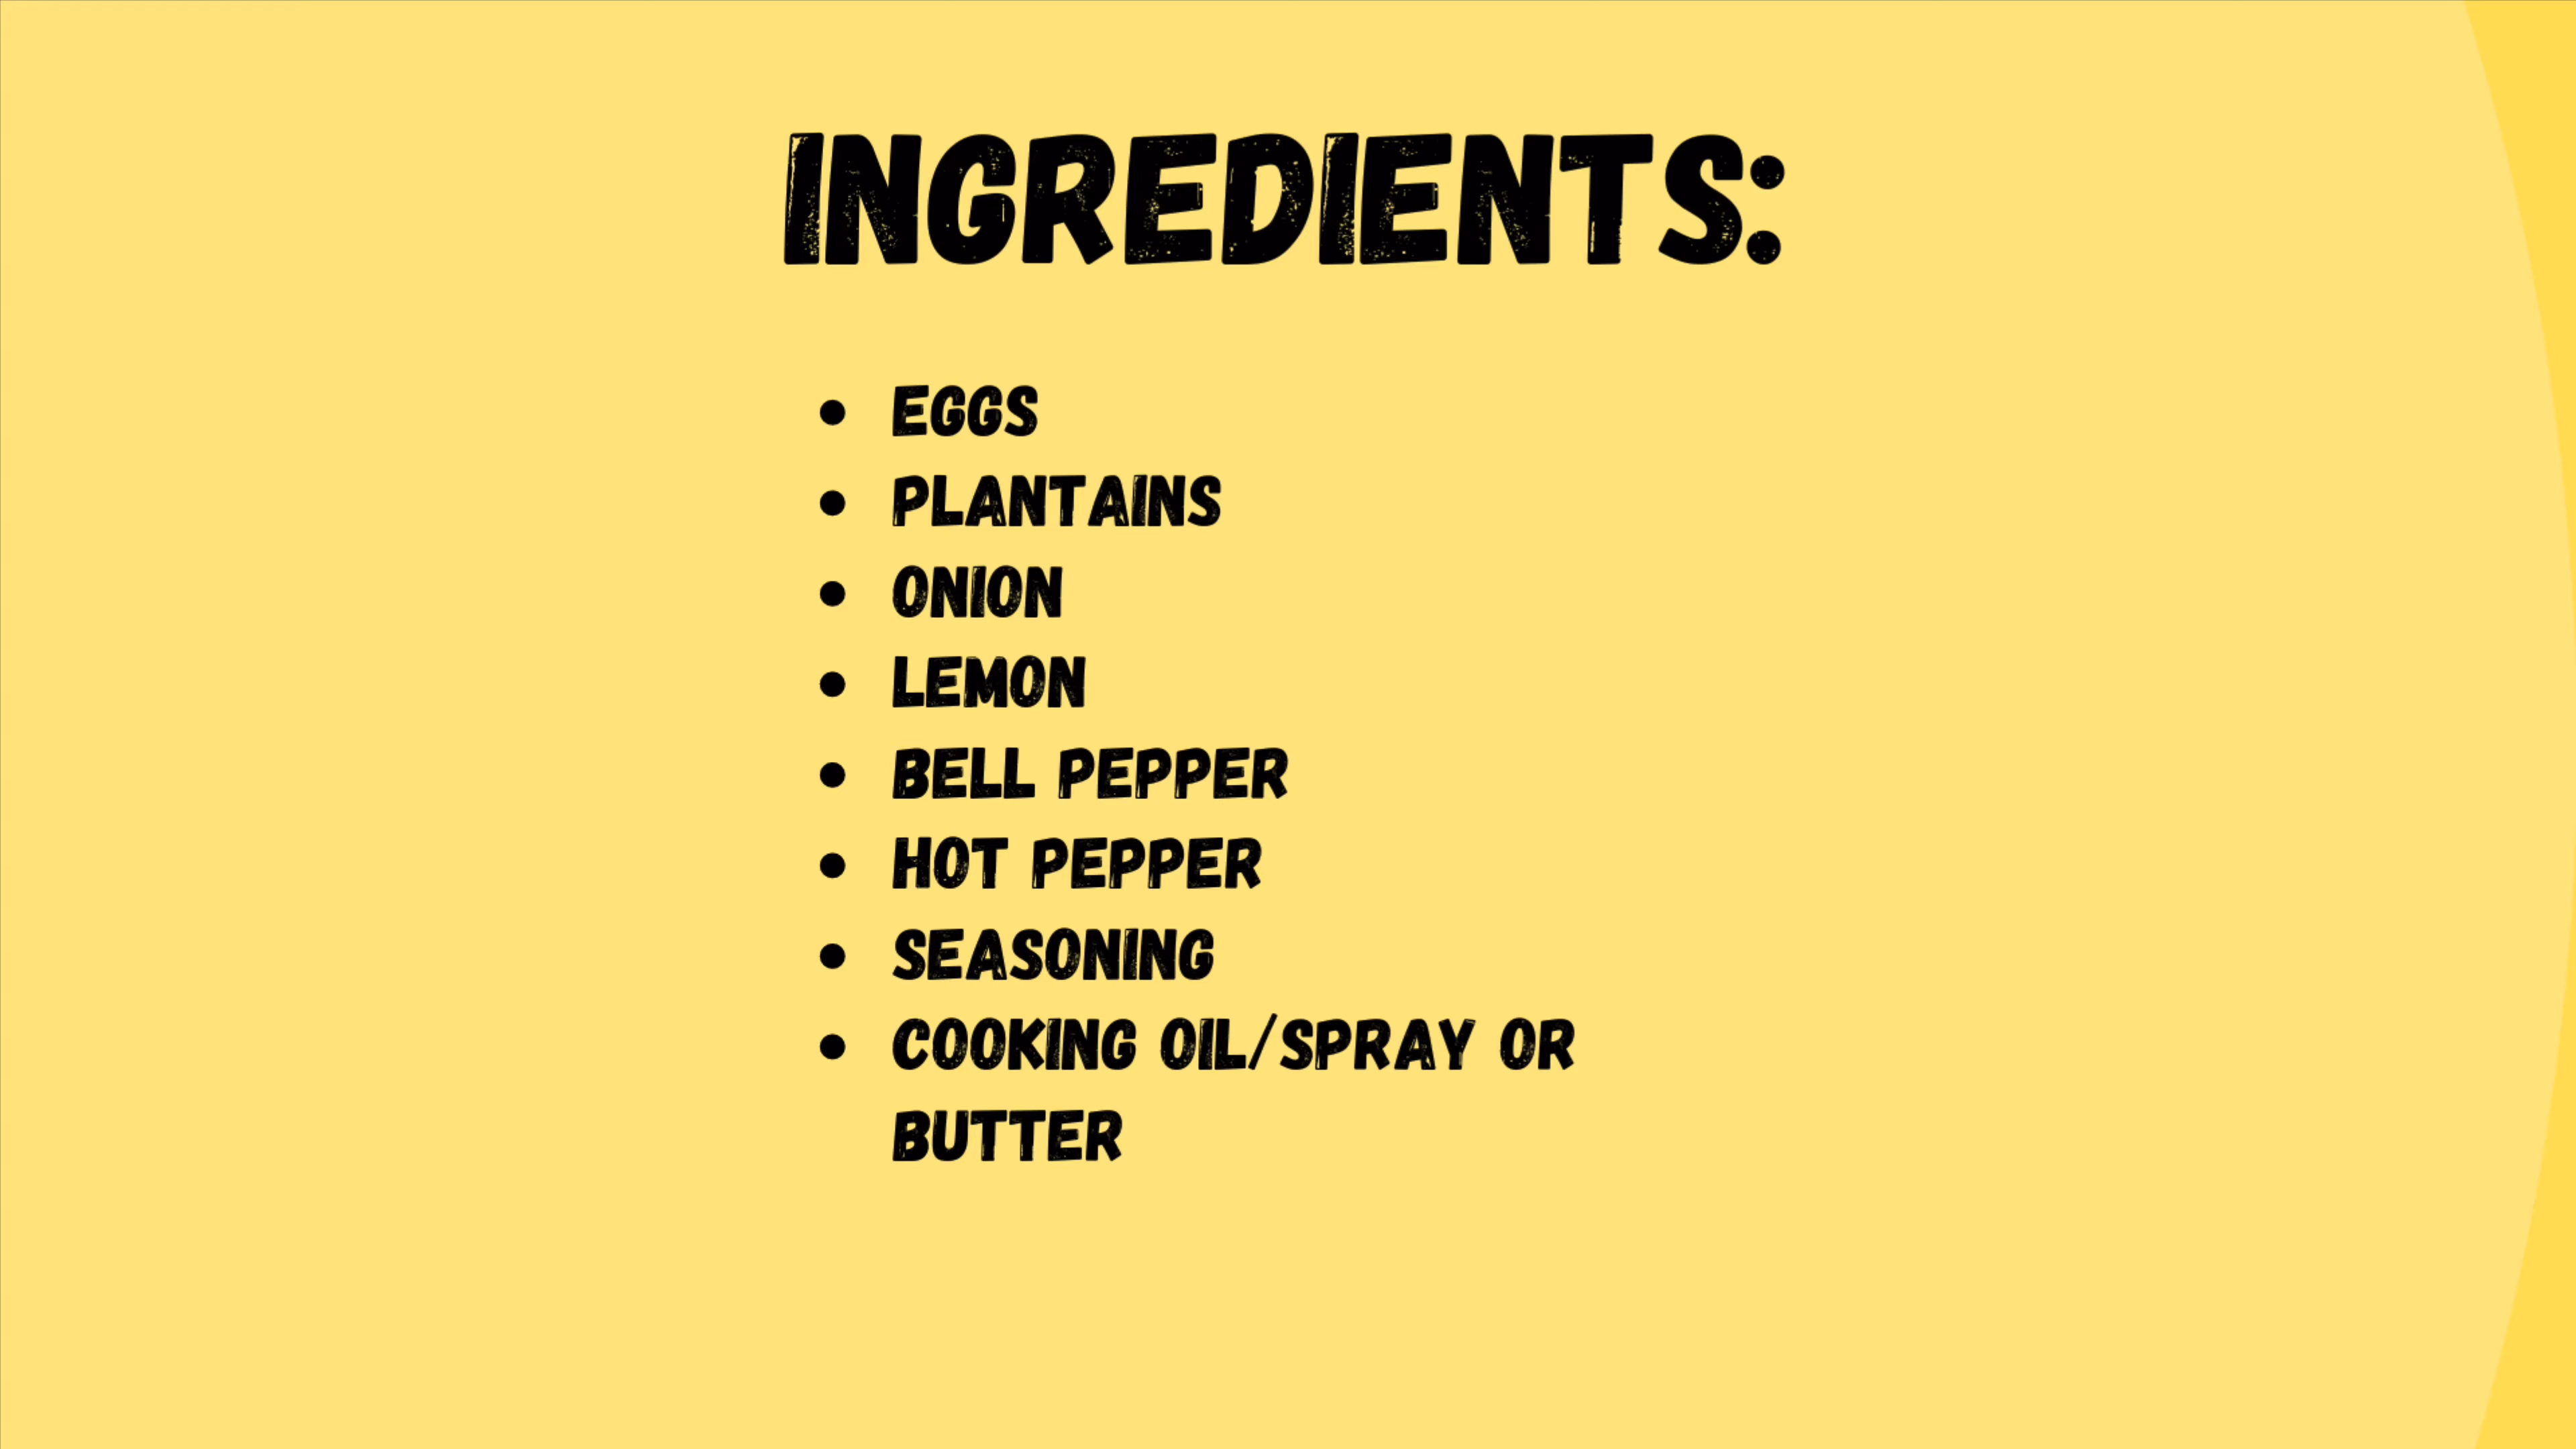 INGREDIENTS:
• EGGS
• PLANTAINS
• ONION
• LEMON
• BELL PEPPER
• HOT PEPPER
• SEASONING
• COOKING OIL/SPRAY OR
BUTTER